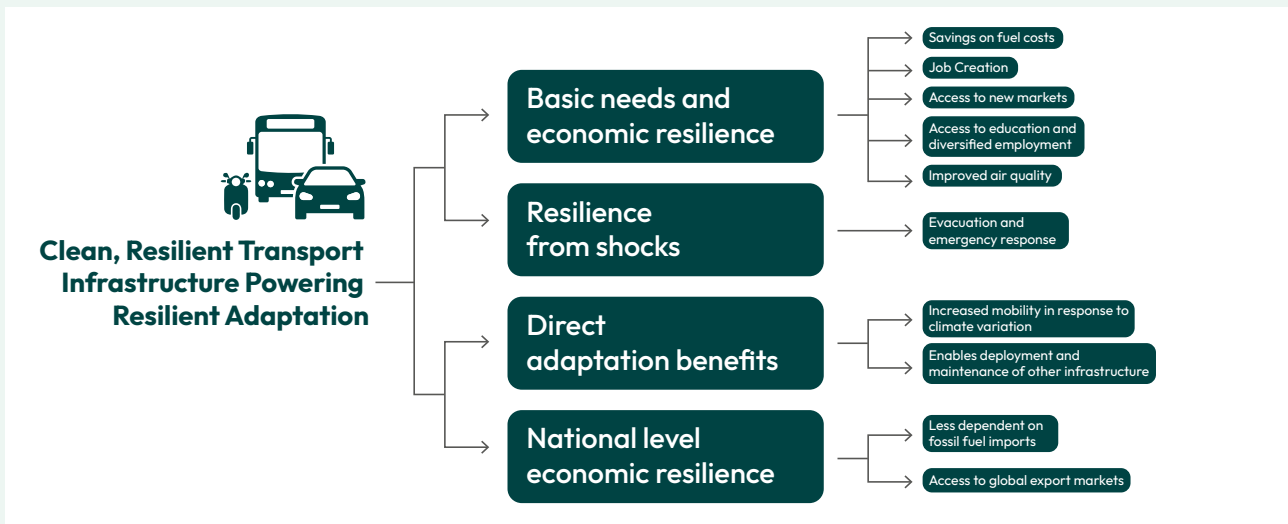 Clean, Resilient Transport
Infrastructure Powering
Resilient Adaptation
Basic needs and
economic resilience
Savings on fuel costs
Job Creation
Access to new markets
Access to education and
diversified employment
Improved air quality
Resilience
from shocks
Evacuation and
emergency response
Direct
adaptation benefits
Increased mobility in response to
climate variation
Enables deployment and
maintenance of other infrastructure
National level
economic resilience
Less dependent on
fossil fuel imports
Access to global export markets